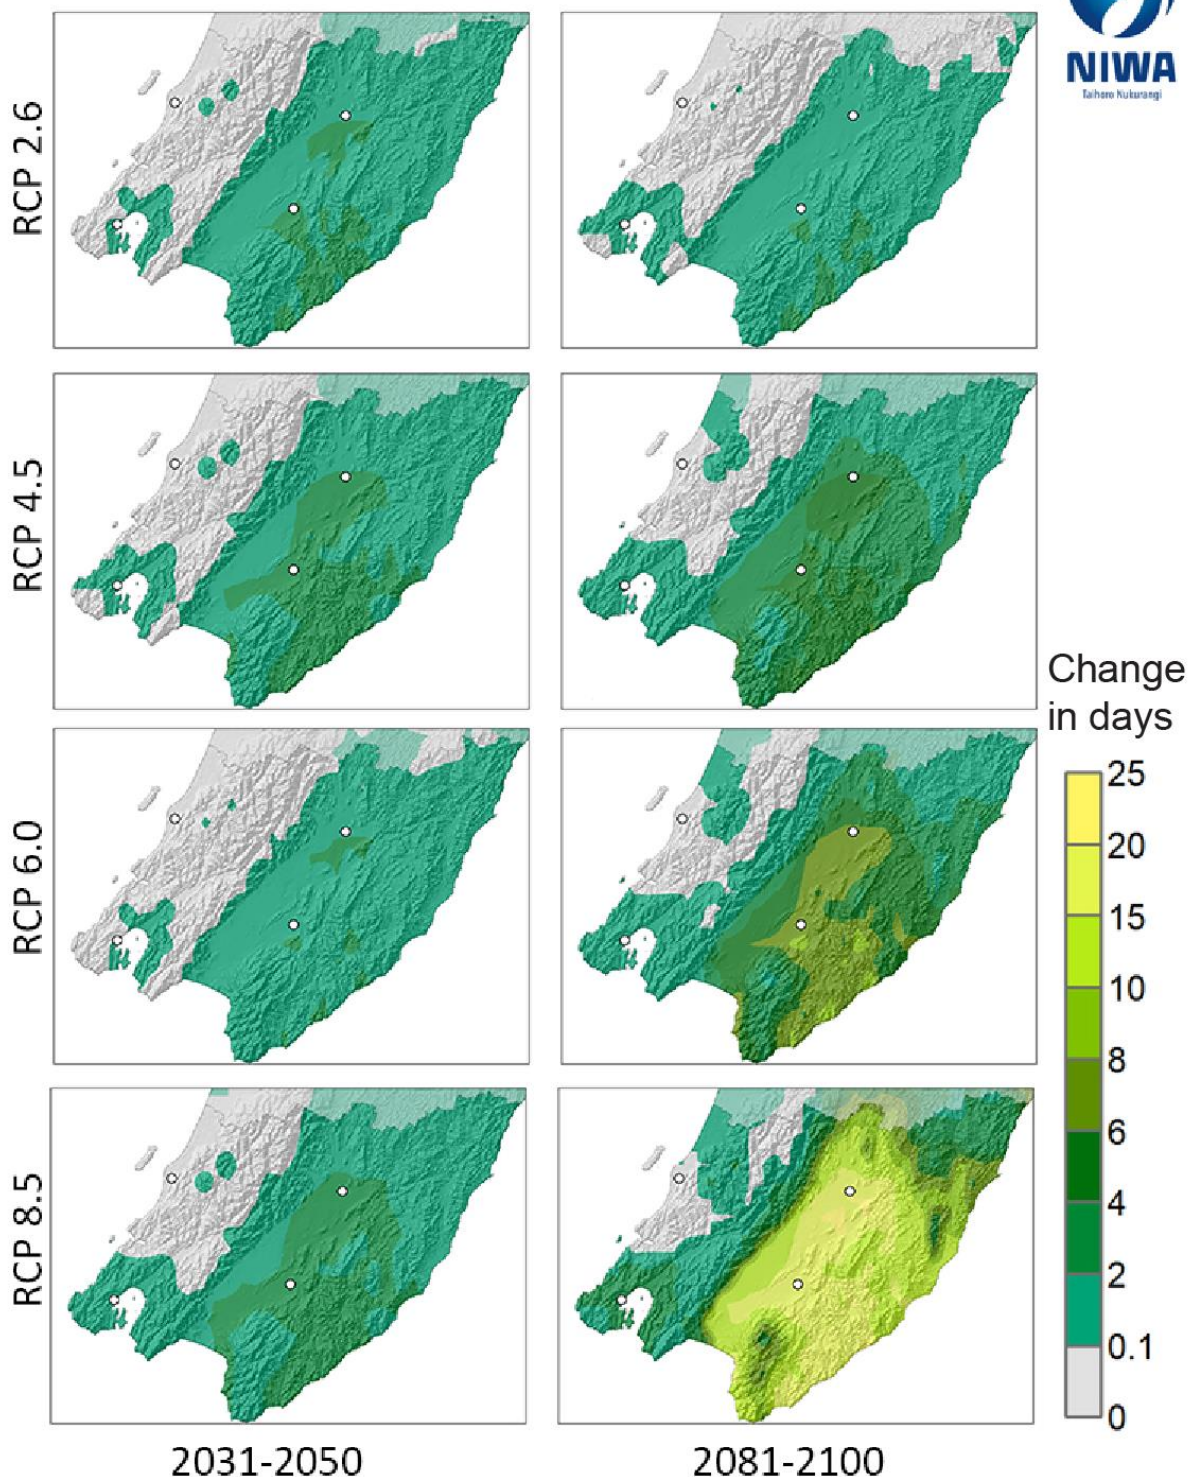 NIWA
Taihoro Nukurangi
RCP 2.6
RCP 4.5
RCP 6.0
RCP 8.5
Change
in days
25
20
15
10
8
6
4
2
0.1
0
2031-2050
2081-2100